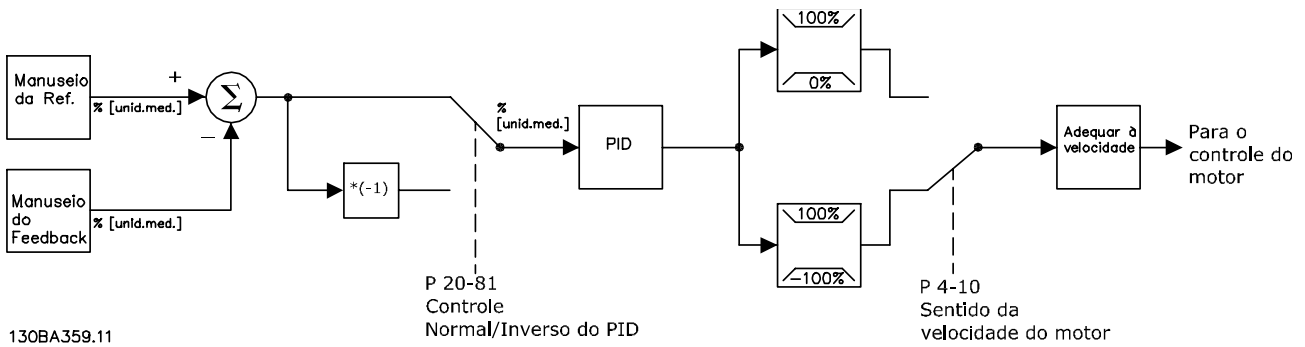 Manuseio
da Ref.
+
% [unid.med.]
Σ
−
Manuseio
do
Feedback
% [unid.med.]
*(-1)
%
[unid.med.]
PID
100%
0%
100%
-100%
Adequar à
velocidade
Para o
controle do
motor
P 20-81
Controle
Normal/Inverso do PID
P 4-10
Sentido da
velocidade do motor
130BA359.11